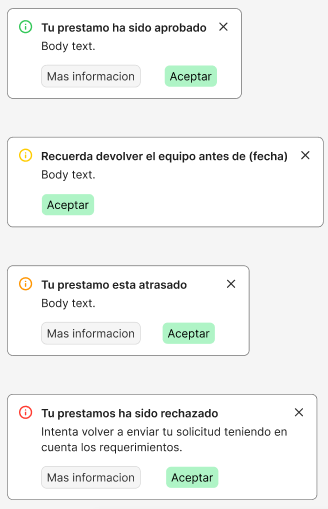 Tu prestamo ha sido aprobado
Body text.
Mas informacion Aceptar
Recuerda devolver el equipo antes de (fecha)
Body text.
Aceptar
Tu prestamo esta atrasado
Body text.
Mas informacion Aceptar
Tu prestamos ha sido rechazado
Intenta volver a enviar tu solicitud teniendo en
cuenta los requerimientos.
Mas informacion Aceptar